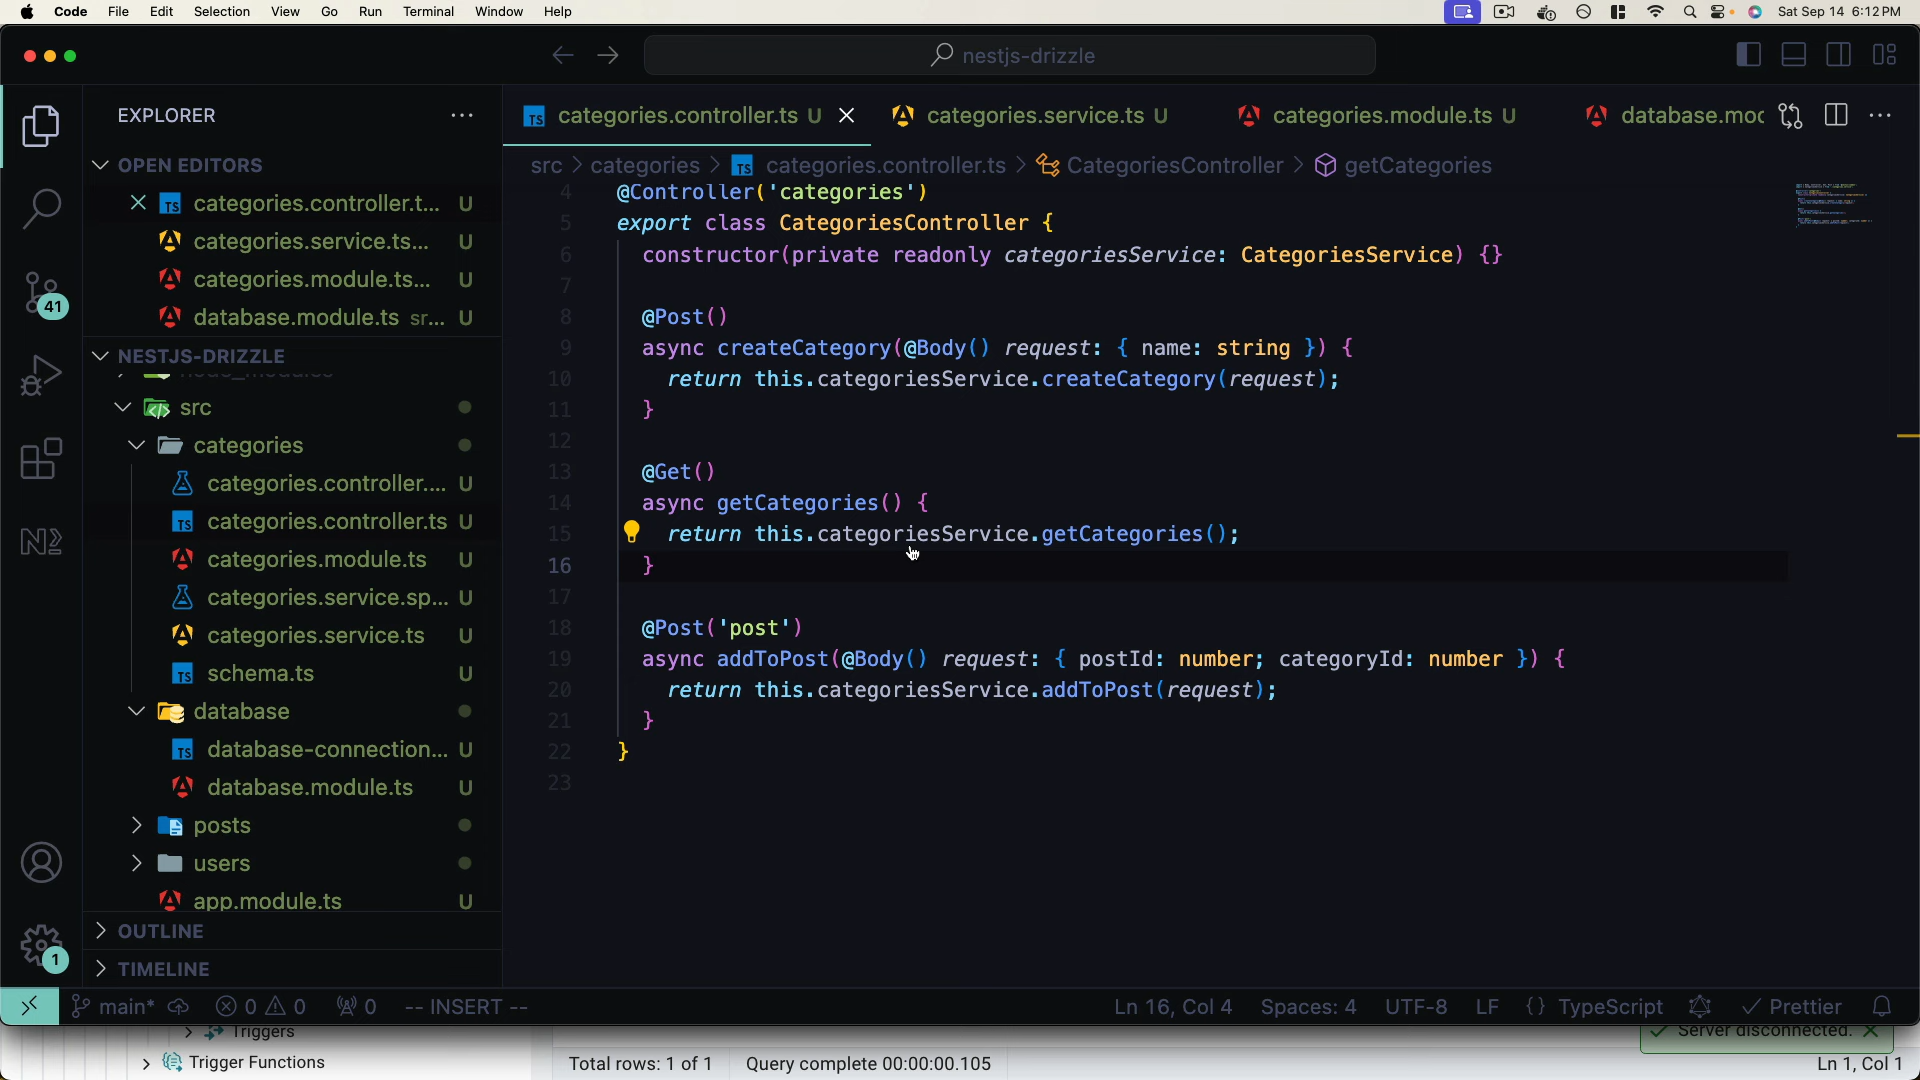 Code File Edit Selection View Go Run Terminal Window Help Sat Sep 14 6:12 PM
nestjs-drizzle
EXPLORER
OPEN EDITORS
categories.controller.t... U
categories.service.ts... U
categories.module.ts... U
database.module.ts sr... U
NESTJS-DRIZZLE
node_modules
src
categories
categories.controller.... U
categories.controller.ts U
categories.module.ts U
categories.service.sp... U
categories.service.ts U
schema.ts U
database
database-connection... U
database.module.ts U
posts
users
app.module.ts U
OUTLINE
TIMELINE
41
1
TS categories.controller.ts U categories.service.ts U categories.module.ts U database.moc
src > categories > TS categories.controller.ts > CategoriesController > getCategories
4 @Controller('categories')
5 export class CategoriesController {
6 constructor(private readonly categoriesService: CategoriesService) {}
7
8 @Post()
9 async createCategory(@Body() request: { name: string }) {
10 return this.categoriesService.createCategory(request);
11 }
12
13 @Get()
14 async getCategories() {
15 return this.categoriesService.getCategories();
16 }
17
18 @Post('post')
19 async addToPost(@Body() request: { postId: number; categoryId: number }) {
20 return this.categoriesService.addToPost(request);
21 }
22 }
23
main* 0 0 0 -- INSERT -- Ln 16, Col 4 Spaces: 4 UTF-8 LF {} TypeScript Prettier
Triggers
Server disconnected.
Trigger Functions
Total rows: 1 of 1 Query complete 00:00:00.105 Ln 1, Col 1